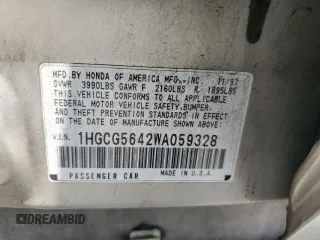 MFD. BY HONDA OF AMERICA MFG., INC. 11/97
GVWR 3990LBS GAWR F 2160LBS R 1895LBS
THIS VEHICLE CONFORMS TO ALL APPLICABLE
FEDERAL MOTOR VEHICLE SAFETY, BUMPER,
AND THEFT PREVENTION STANDARDS IN
EFFECT ON THE DATE OF MANUFACTURE
SHOWN ABOVE.
V.I.N. 1HGCG5642WA059328
PASSENGER CAR MADE IN U.S.A.
DREAMBID